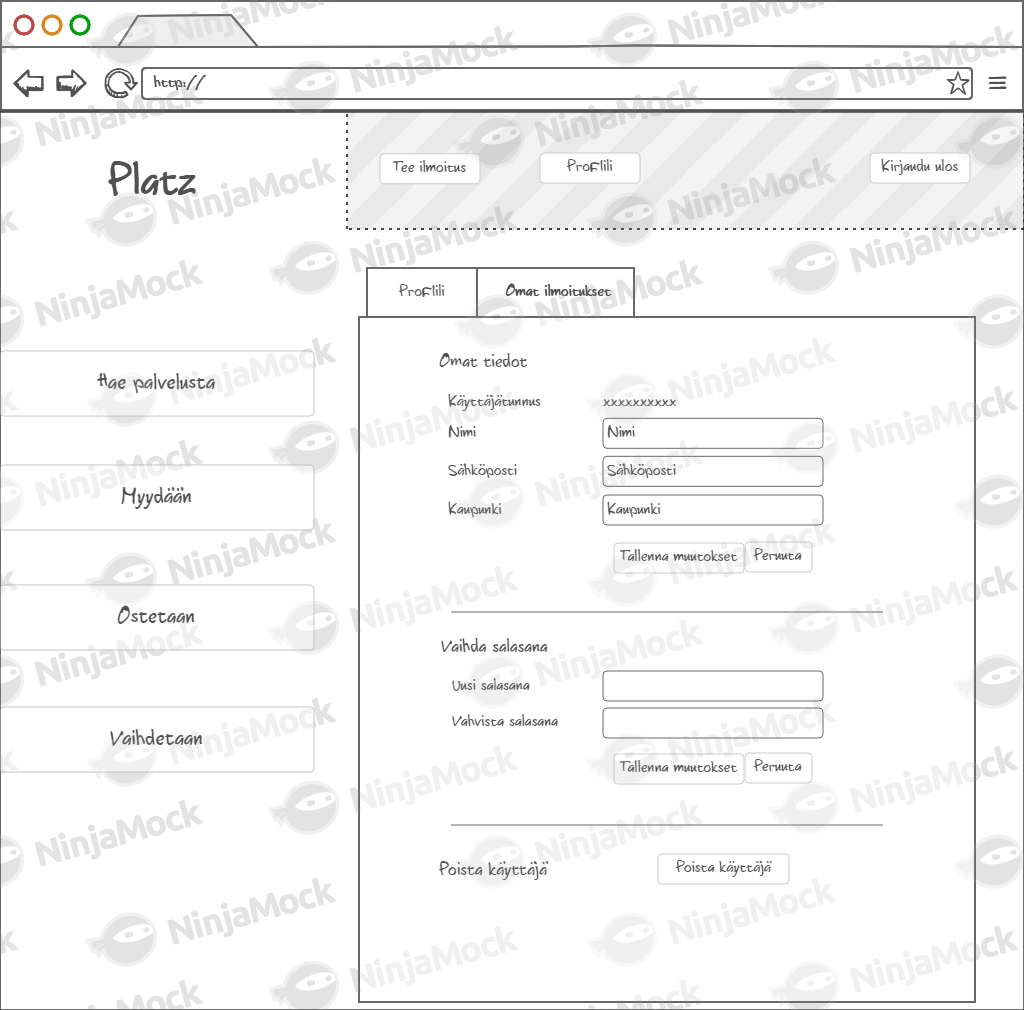 http://
Platz
Tee ilmoitus
Profiili
Kirjaudu ulos
Profiili
Omat ilmoitukset
Hae palvelusta
Myydään
Ostetaan
Vaihdetaan
Omat tiedot
Käyttäjätunnus xxxxxxxxxx
Nimi Nimi
Sähköposti Sähköposti
Kaupunki Kaupunki
Tallenna muutokset Peruuta
Vaihda salasana
Uusi salasana
Vahvista salasana
Tallenna muutokset Peruuta
Poista käyttäjä Poista käyttäjä
NinjaMock